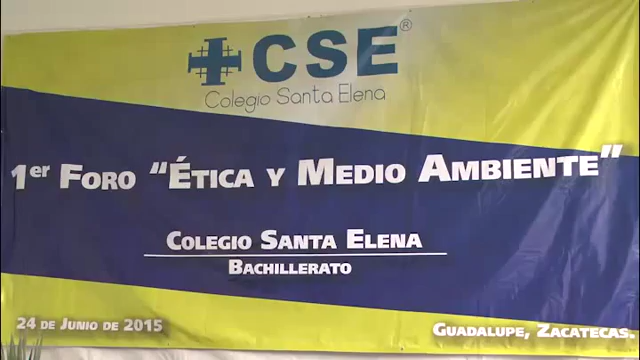 CSE®
Colegio Santa Elena
1er Foro “Ética y Medio Ambiente”
Colegio Santa Elena
Bachillerato
24 de Junio de 2015
Guadalupe, Zacatecas.